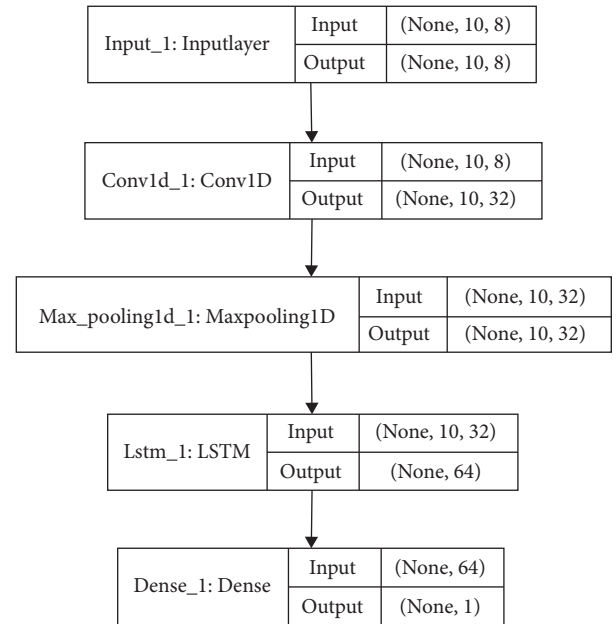 Input_1: Inputlayer
Input (None, 10, 8)
Output (None, 10, 8)
Conv1d_1: Conv1D
Input (None, 10, 8)
Output (None, 10, 32)
Max_pooling1d_1: Maxpooling1D
Input (None, 10, 32)
Output (None, 10, 32)
Lstm_1: LSTM
Input (None, 10, 32)
Output (None, 64)
Dense_1: Dense
Input (None, 64)
Output (None, 1)